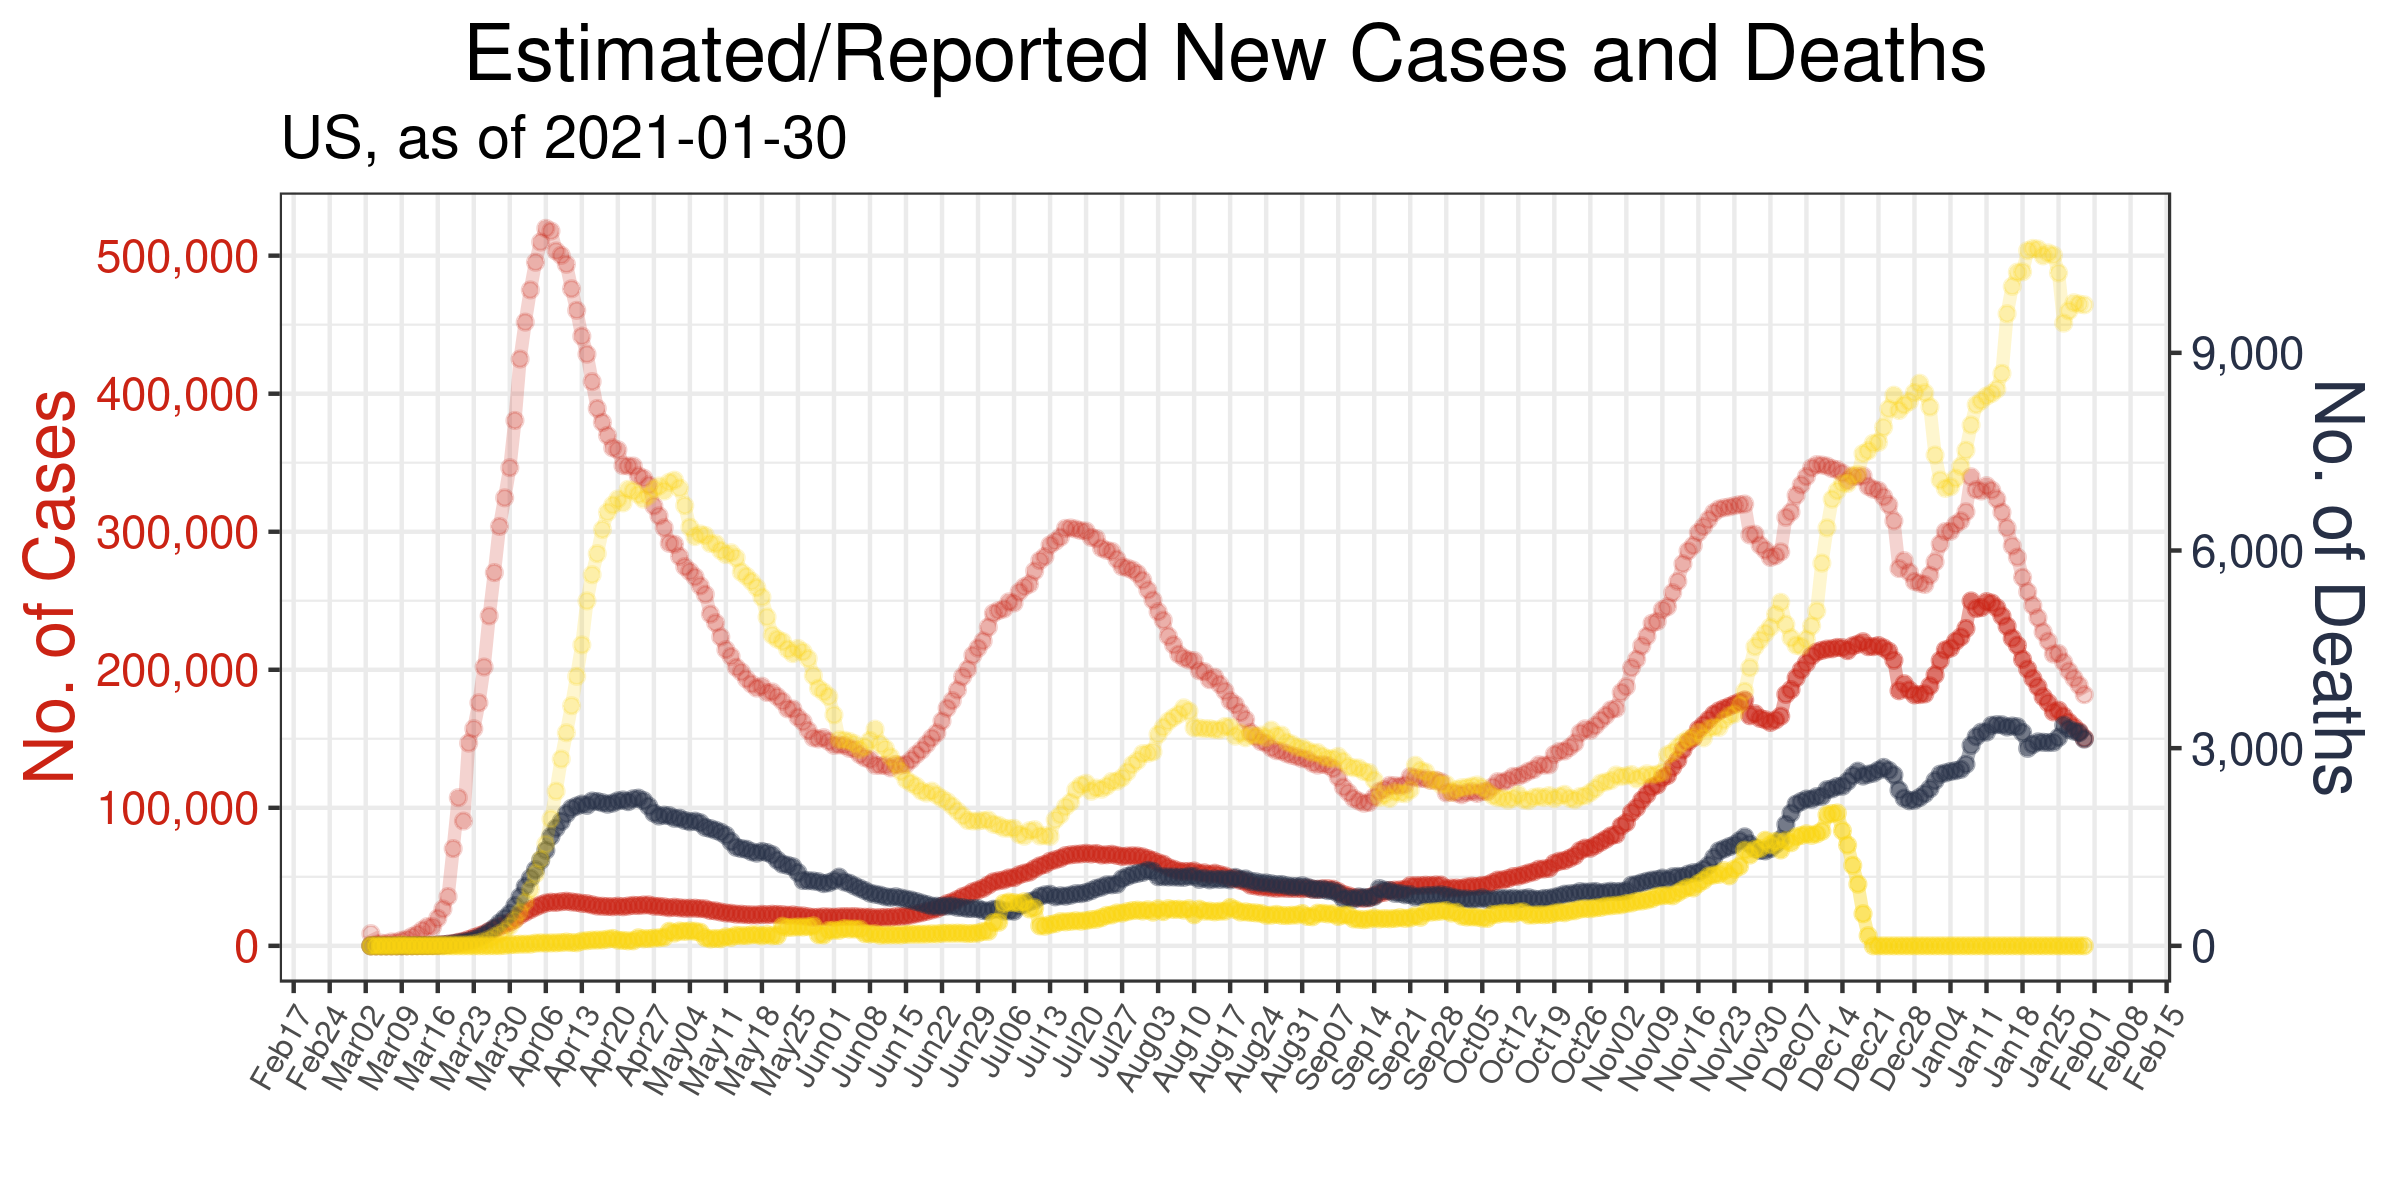 Estimated/Reported New Cases and Deaths
US, as of 2021-01-30
No. of Cases
500,000
400,000
300,000
200,000
100,000
0
9,000
6,000
3,000
0
No. of Deaths
Feb17
Feb24
Mar02
Mar09
Mar16
Mar23
Mar30
Apr06
Apr13
Apr20
Apr27
May04
May11
May18
May25
Jun01
Jun08
Jun15
Jun22
Jun29
Jul06
Jul13
Jul20
Jul27
Aug03
Aug10
Aug17
Aug24
Aug31
Sep07
Sep14
Sep21
Sep28
Oct05
Oct12
Oct19
Oct26
Nov02
Nov09
Nov16
Nov23
Nov30
Dec07
Dec14
Dec21
Dec28
Jan04
Jan11
Jan18
Jan25
Feb01
Feb08
Feb15